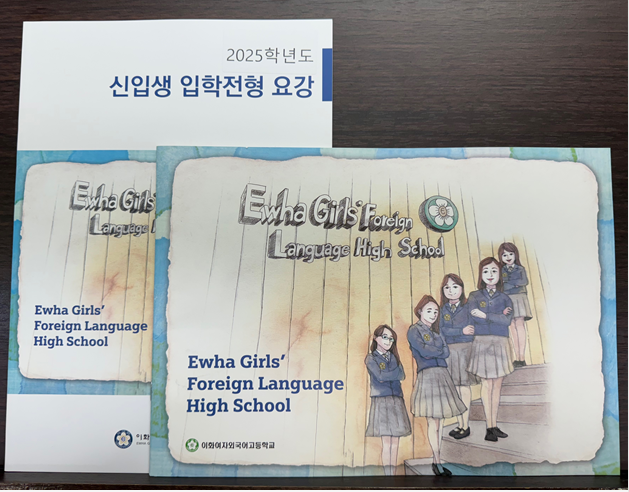 2025학년도
신입생 입학전형 요강
Ewha Girls'
Language
Ewha Girls'
Foreign Language
High School
Ewha Girls' Foreign
Language High School
Ewha Girls'
Foreign Language
High School
이화여자외국어고등학교